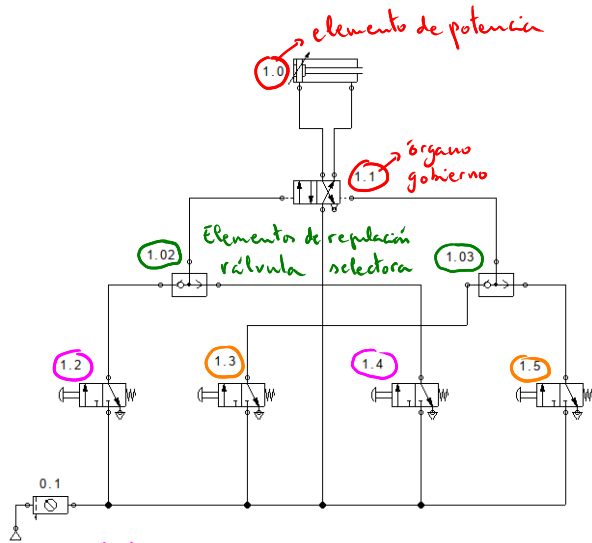 elemento de potencia
1.0
1.1
órgano
gobierno
Elementos de regulación
válvula selectora
1.02
1.03
1.2
1.3
1.4
1.5
0.1